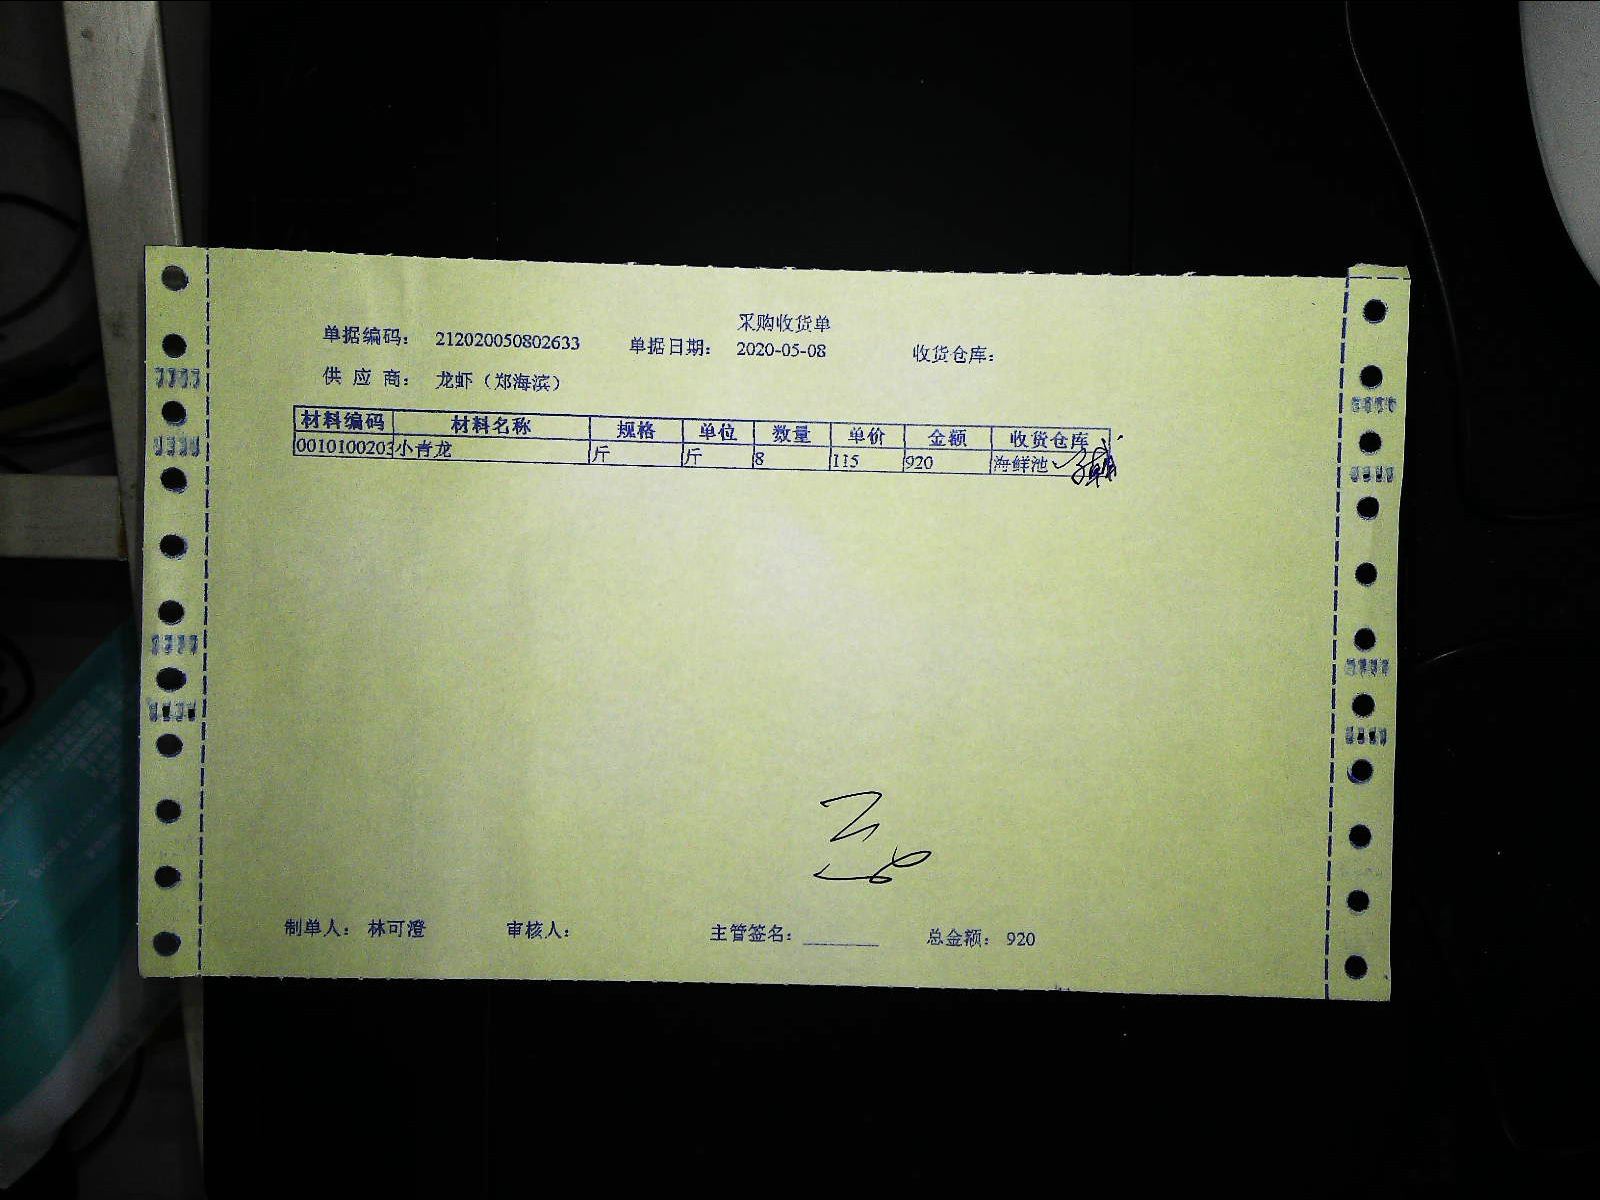 采购收货单
单据编码： 212020050802633 单据日期： 2020-05-08 收货仓库：
供 应 商： 龙虾（郑海滨）
材料编码 材料名称 规格 单位 数量 单价 金额 收货仓库
0010100203 小青龙 斤 斤 8 115 920 海鲜池
制单人： 林可澄 审核人： 主管签名：________ 总金额： 920